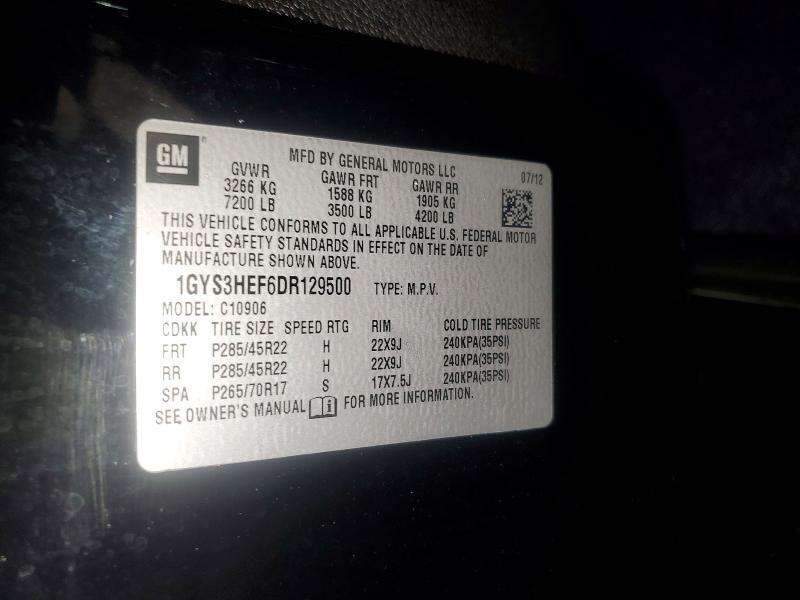 GM®
MFD BY GENERAL MOTORS LLC
07/12
GVWR GAWR FRT GAWR RR
3266 KG 1588 KG 1905 KG
7200 LB 3500 LB 4200 LB
THIS VEHICLE CONFORMS TO ALL APPLICABLE U.S. FEDERAL MOTOR
VEHICLE SAFETY STANDARDS IN EFFECT ON THE DATE OF
MANUFACTURE SHOWN ABOVE.
1GYS3HEF6DR129500 TYPE: M.P.V.
MODEL: C10906
CDKK TIRE SIZE SPEED RTG RIM COLD TIRE PRESSURE
FRT P285/45R22 H 22X9J 240KPA(35PSI)
RR P285/45R22 H 22X9J 240KPA(35PSI)
SPA P265/70R17 S 17X7.5J 240KPA(35PSI)
SEE OWNER'S MANUAL i FOR MORE INFORMATION.